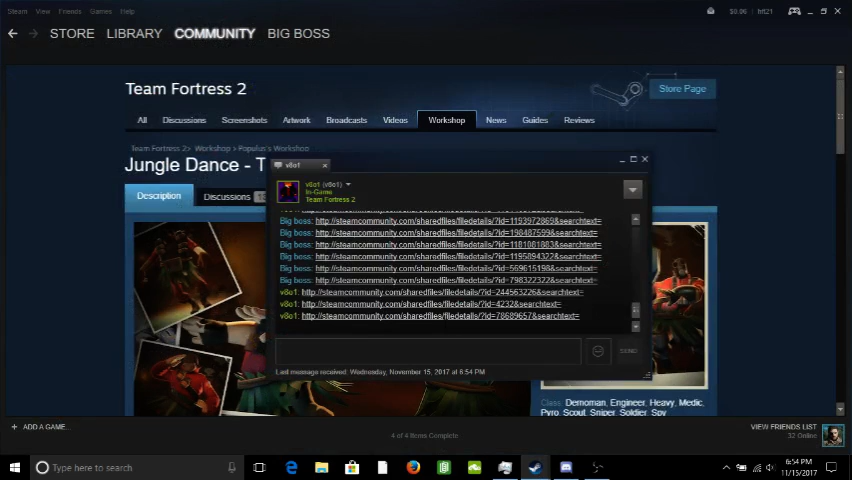 Steam View Friends Games Help
$0.06
STORE LIBRARY COMMUNITY BIG BOSS
Team Fortress 2
Store Page
All Discussions Screenshots Artwork Broadcasts Videos Workshop News Guides Reviews
Team Fortress 2> Workshop > Populus's Workshop
Jungle Dance - T
v8o1
v8o1 (v8o1)
In-Game
Team Fortress 2
Description
Discussions
Big boss: http://steamcommunity.com/sharedfiles/filedetails/?id=1193972869&searchtext=
Big boss: http://steamcommunity.com/sharedfiles/filedetails/?id=198487599&searchtext=
Big boss: http://steamcommunity.com/sharedfiles/filedetails/?id=1181081883&searchtext=
Big boss: http://steamcommunity.com/sharedfiles/filedetails/?id=1195894322&searchtext=
Big boss: http://steamcommunity.com/sharedfiles/filedetails/?id=569615198&searchtext=
Big boss: http://steamcommunity.com/sharedfiles/filedetails/?id=798322322&searchtext=
v8o1: http://steamcommunity.com/sharedfiles/filedetails/?id=244563226&searchtext=
v8o1: http://steamcommunity.com/sharedfiles/filedetails/?id=4232&searchtext=
v8o1: http://steamcommunity.com/sharedfiles/filedetails/?id=78689657&searchtext=
SEND
Last message received: Wednesday, November 15, 2017 at 6:54 PM
Class: Demoman, Engineer, Heavy, Medic,
Pyro, Scout, Sniper, Soldier, Spy
ADD A GAME...
4 of 4 Items Complete
VIEW FRIENDS LIST
32 Online
Type here to search
6:54 PM
11/15/2017